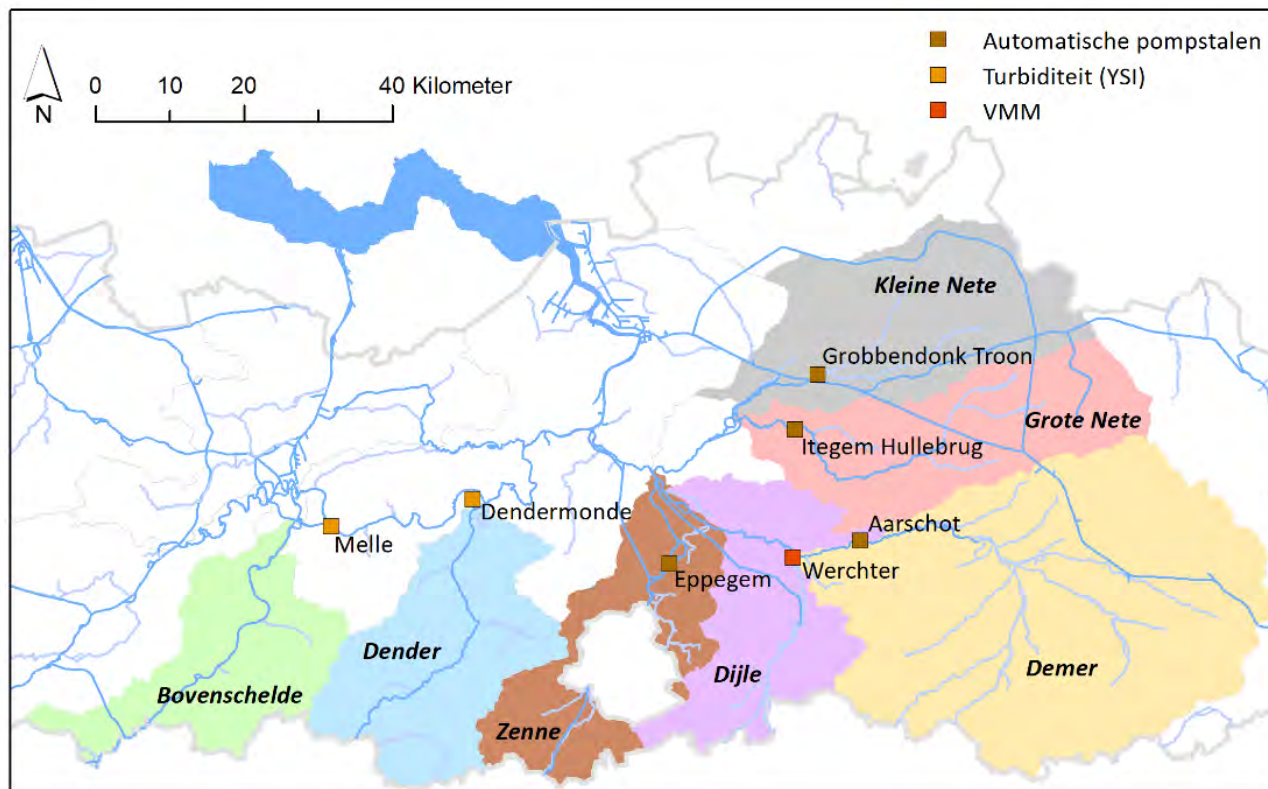 Automatische pompstalen
Turbiditeit (YSI)
VMM
0 10 20 40 Kilometer
N
Kleine Nete
Grobbendonk Troon
Grote Nete
Itegem Hullebrug
Dendermonde
Melle
Aarschot
Werchter
Eppegem
Dender
Bovenschelde
Zenne
Dijle
Demer